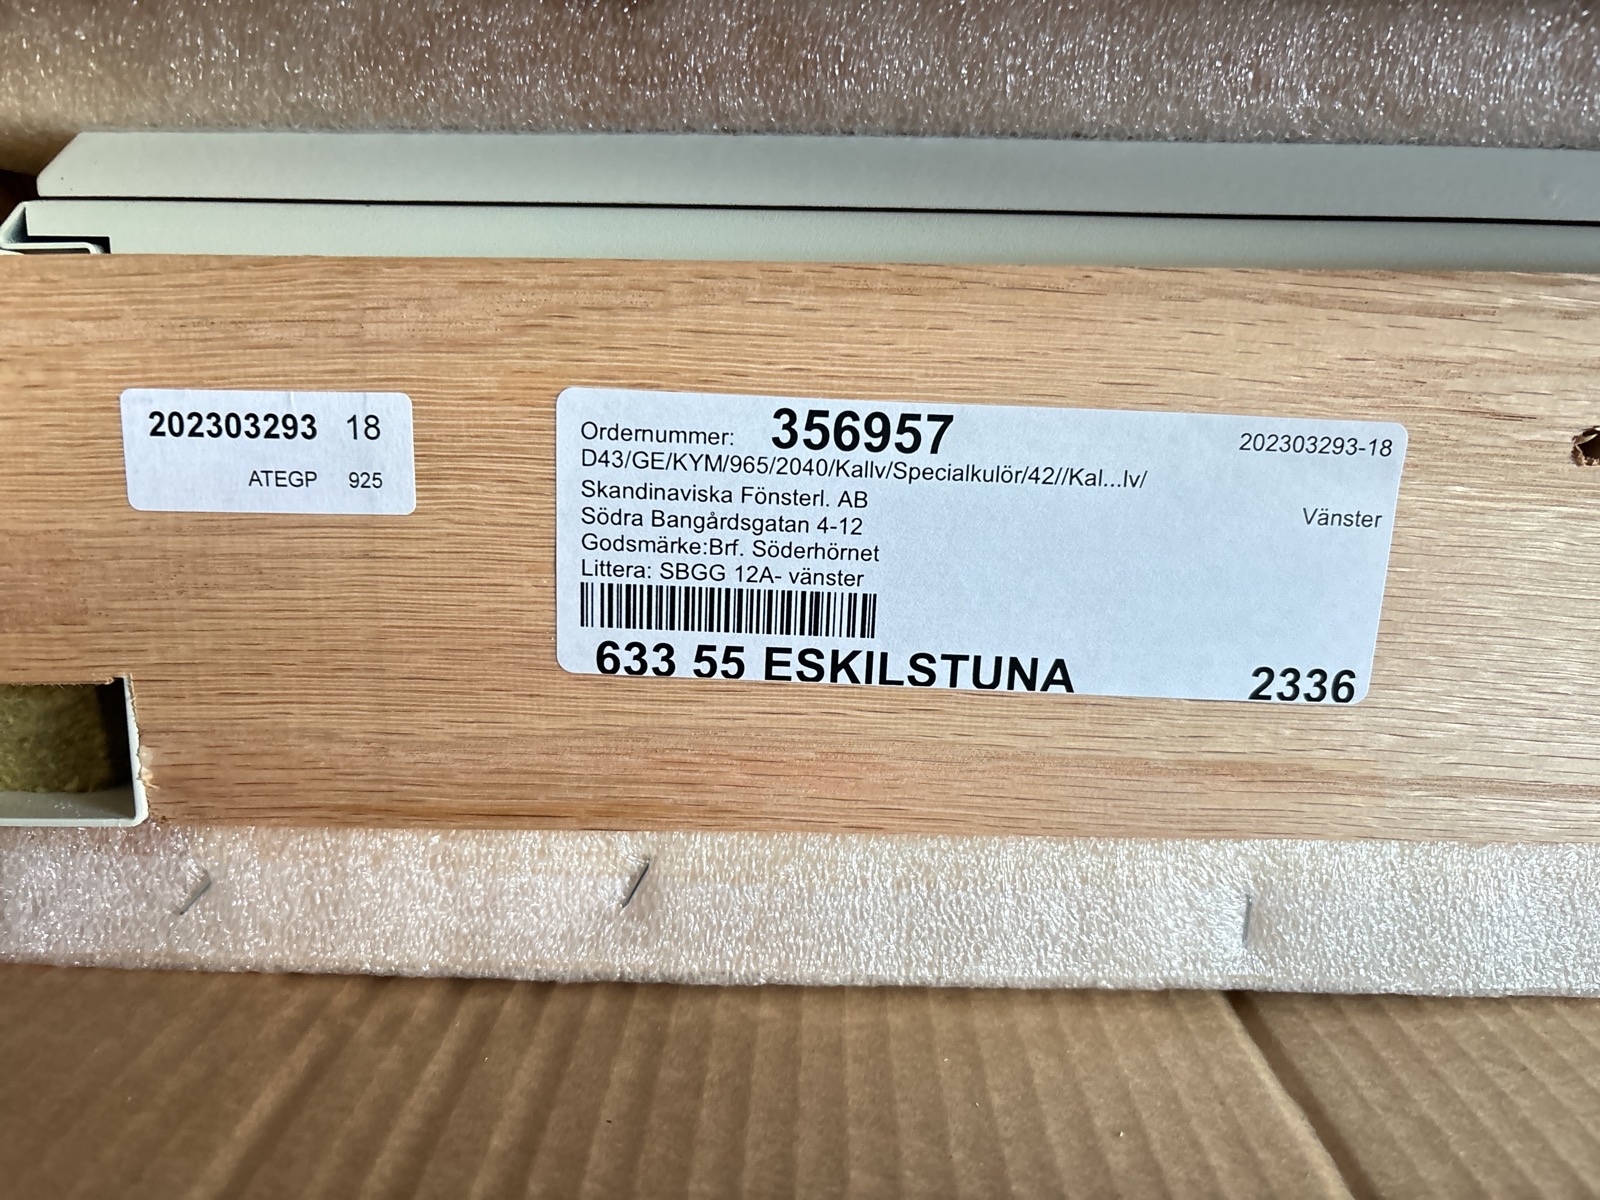 202303293 18
ATEGP 925
Ordernummer: 356957 202303293-18
D43/GE/KYM/965/2040/Kallv/Specialkulör/42//Kal...lv/
Skandinaviska Fönsterl. AB
Södra Bangårdsgatan 4-12 Vänster
Godsmärke:Brf. Söderhörnet
Littera: SBGG 12A- vänster
633 55 ESKILSTUNA 2336